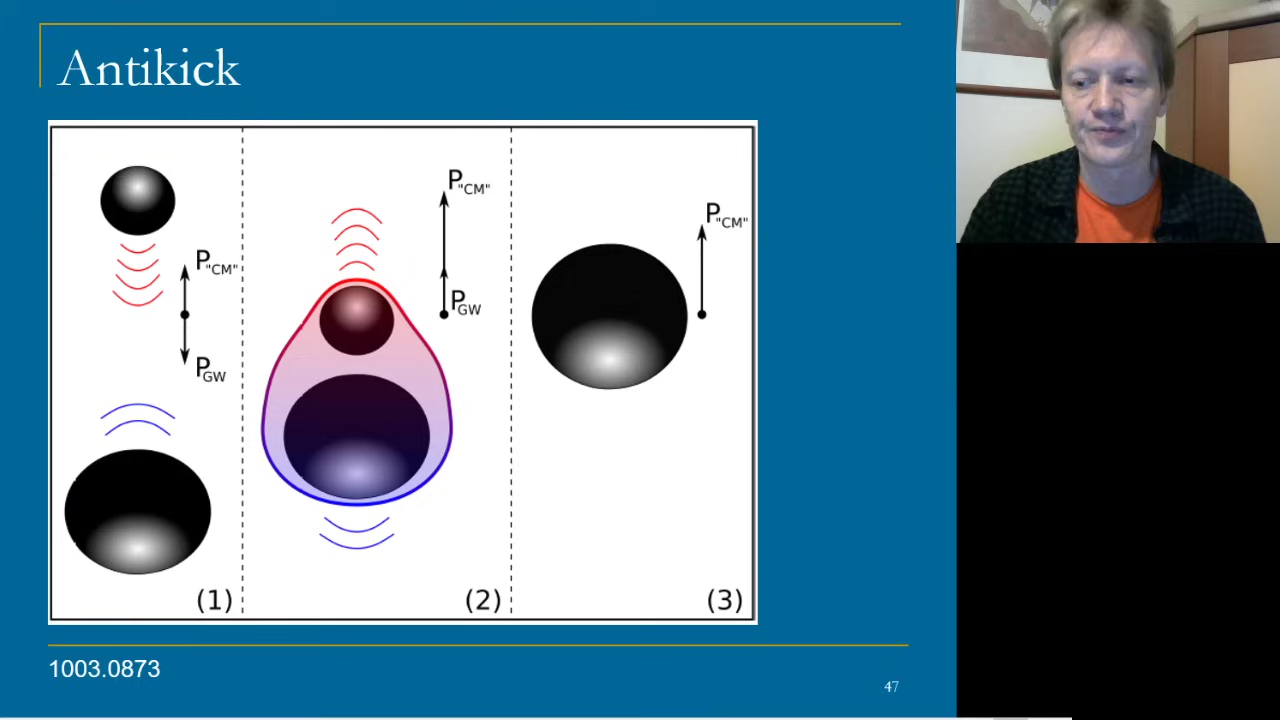 Antikick
P"CM"
PGW
(1)
P"CM"
PGW
(2)
P"CM"
(3)
1003.0873
47